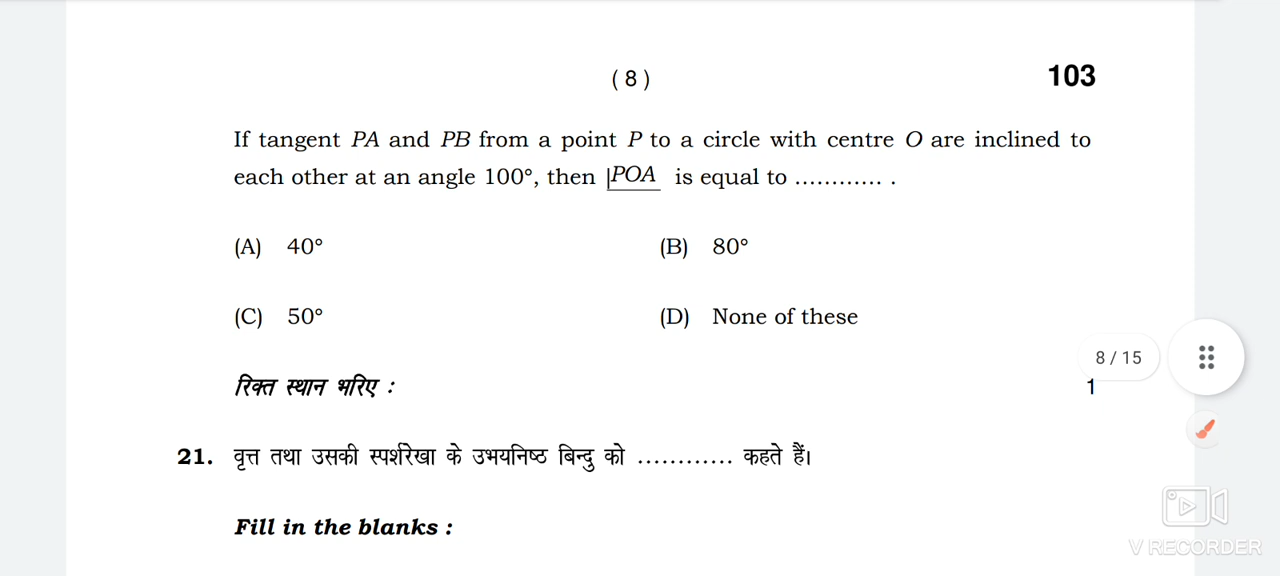 ( 8 )
103
If tangent PA and PB from a point P to a circle with centre O are inclined to
each other at an angle 100°, then |POA is equal to ............ .
(A) 40° (B) 80°
(C) 50° (D) None of these
8 / 15
रिक्त स्थान भरिए :
1
21. वृत्त तथा उसकी स्पर्शरेखा के उभयनिष्ठ बिन्दु को ............ कहते हैं।
Fill in the blanks :
V RECORDER